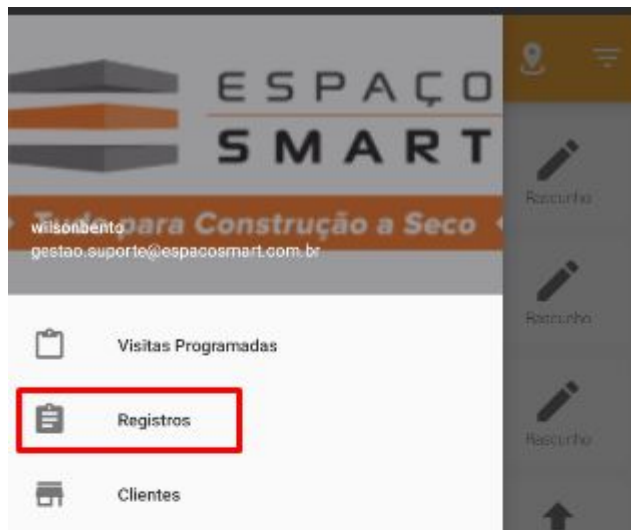 ESPAÇO
SMART
Tudo para Construção a Seco
wilsonbento
gestao.suporte@espacosmart.com.br
Visitas Programadas
Registros
Clientes
Rascunho
Rascunho
Rascunho